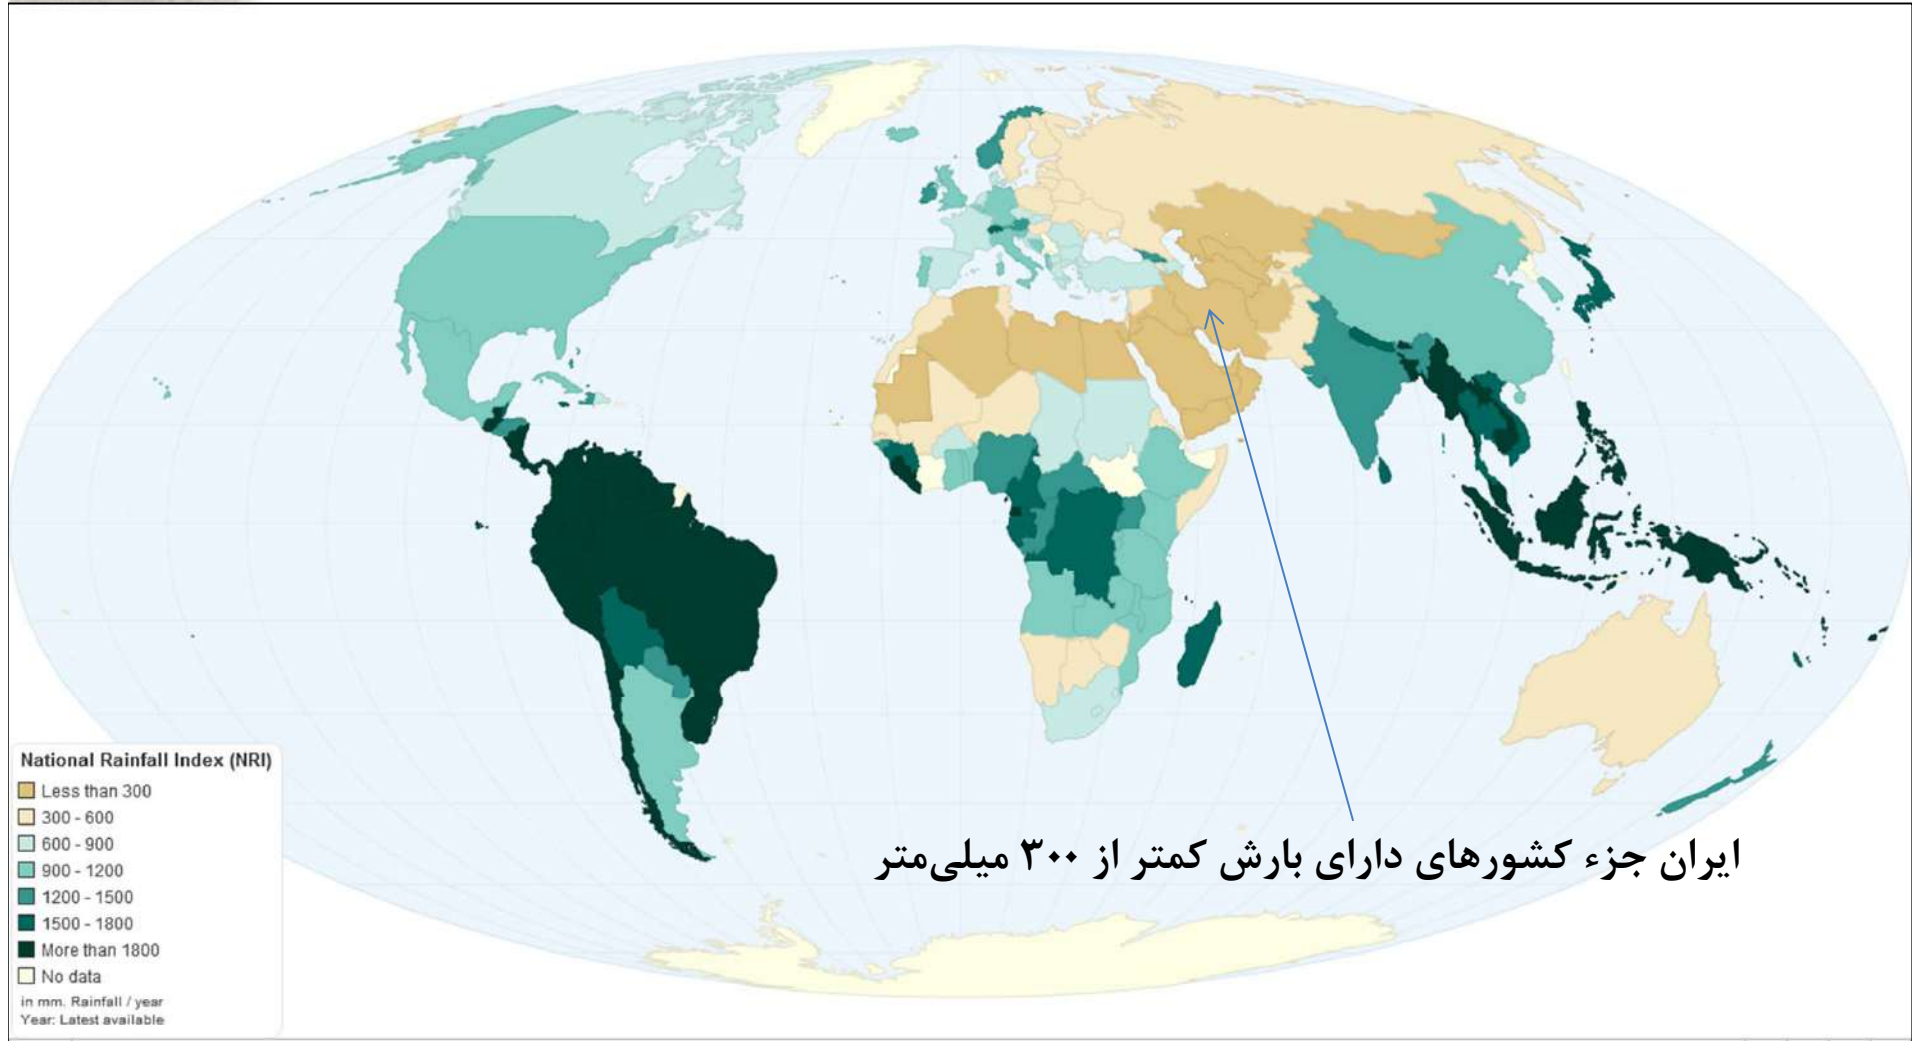 National Rainfall Index (NRI)
Less than 300
300 - 600
600 - 900
900 - 1200
1200 - 1500
1500 - 1800
More than 1800
No data
in mm. Rainfall / year
Year: Latest available
ایران جزء کشورهای دارای بارش کمتر از ۳۰۰ میلی‌متر